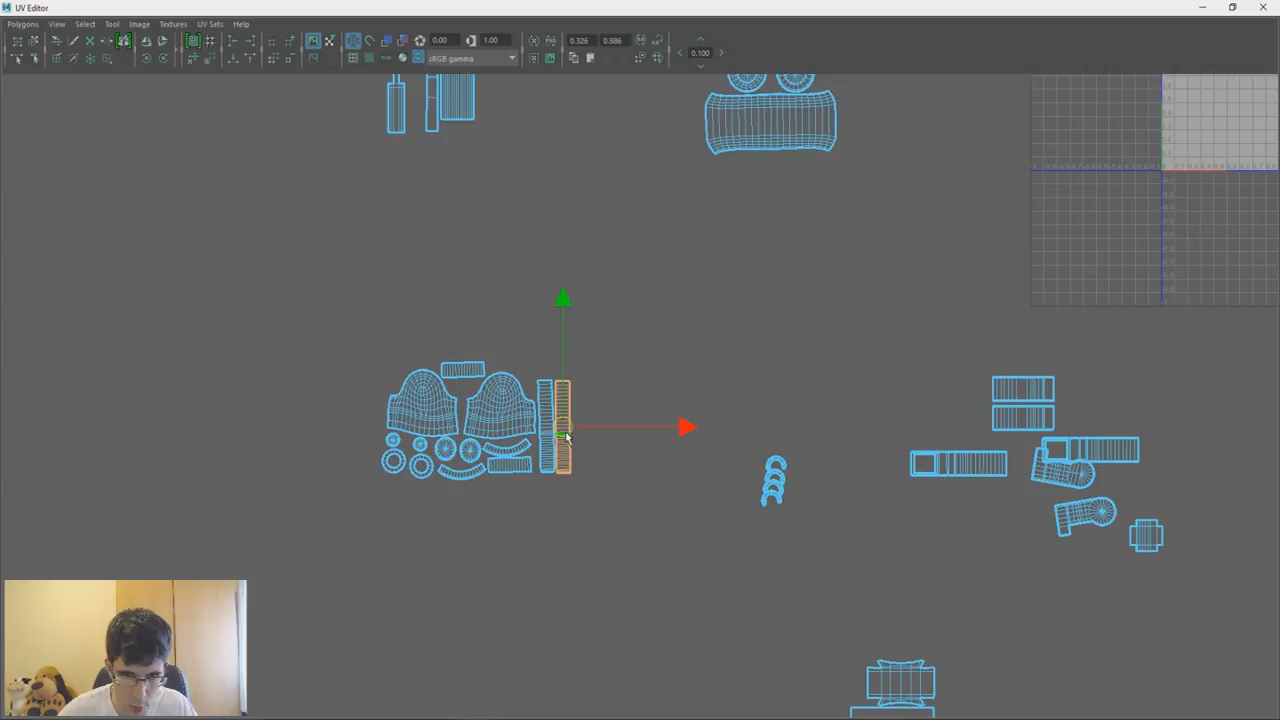 UV Editor
Polygons View Select Tool Image Textures UV Sets Help
0.00 1.00 0.326 0.986
sRGB gamma 0.100